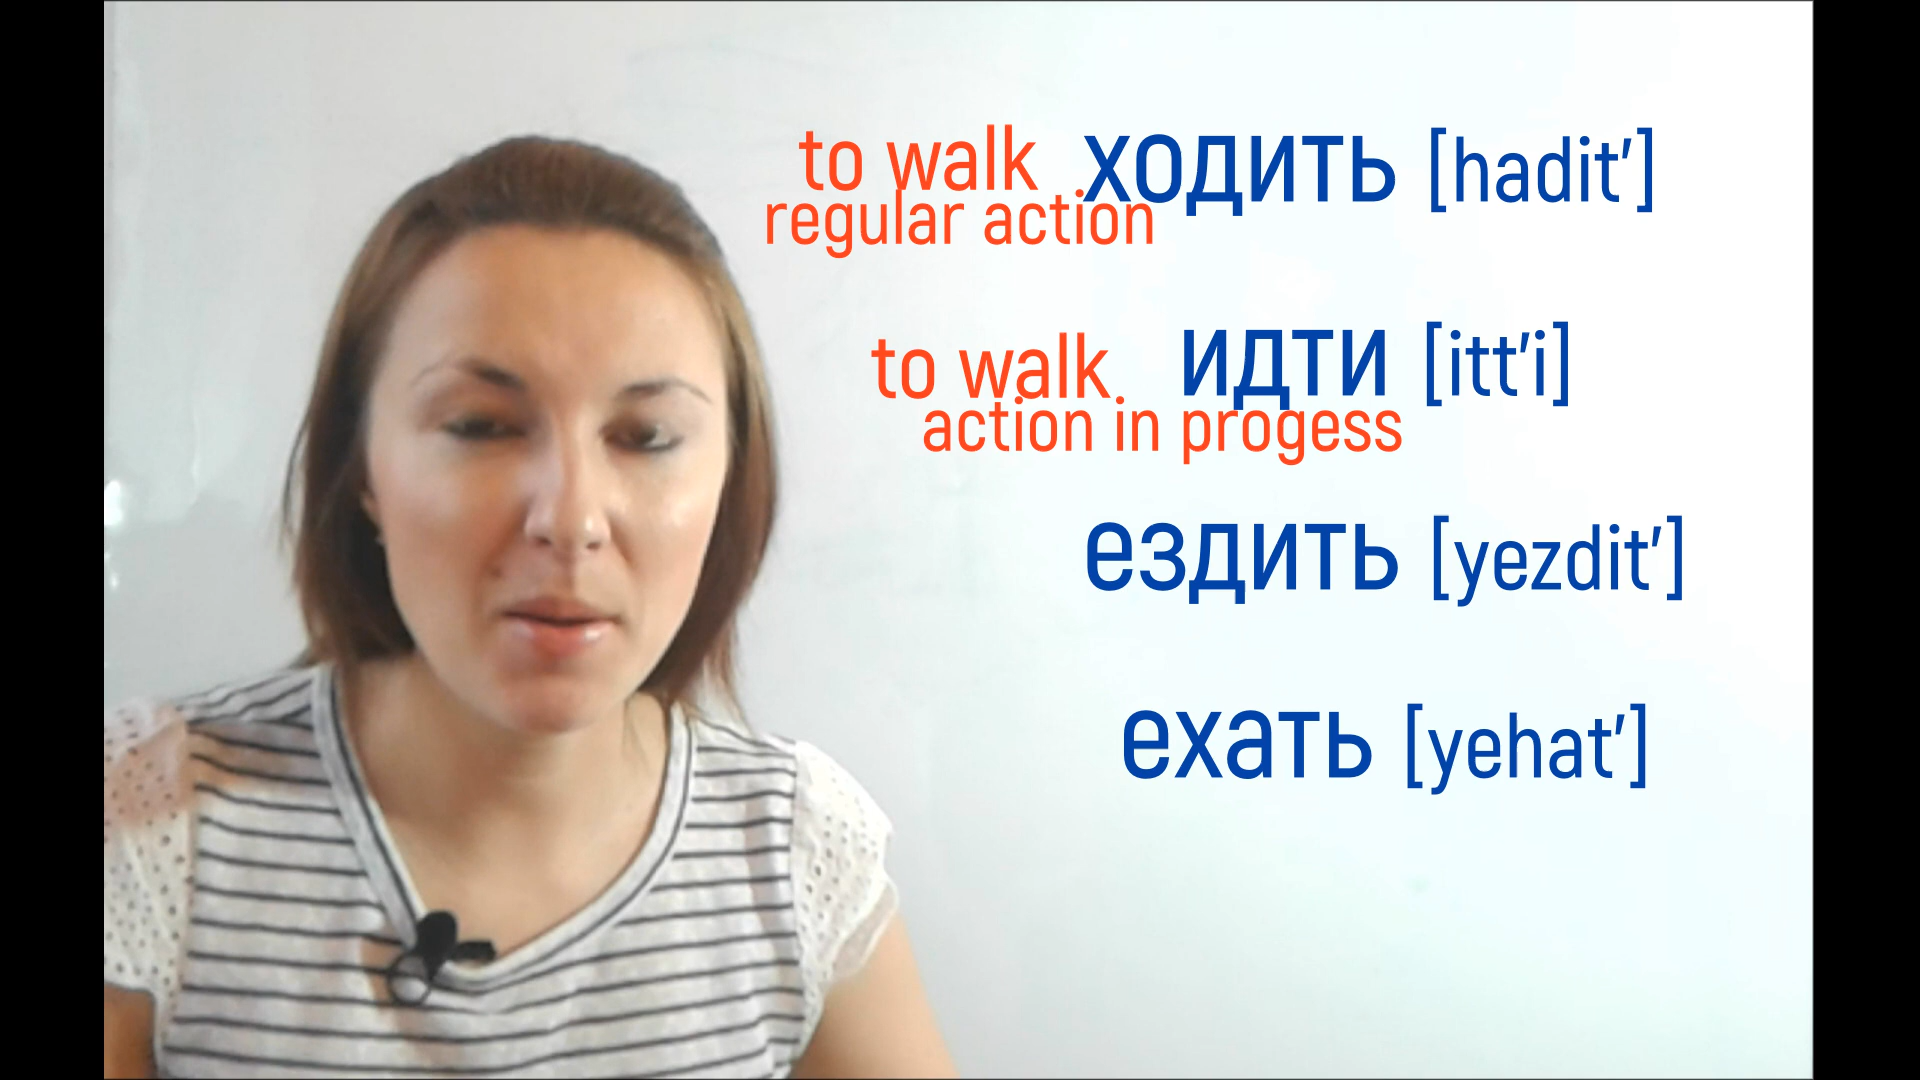 to walk ходить [hadit']
regular action
to walk идти [itt'i]
action in progess
ездить [yezdit']
ехать [yehat']